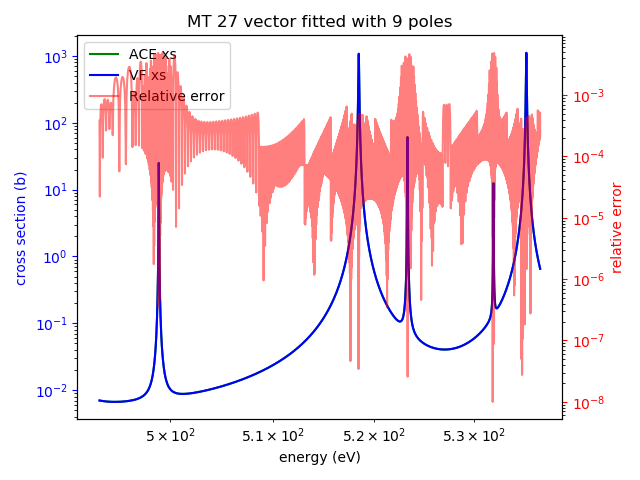 MT 27 vector fitted with 9 poles
ACE xs
VF xs
Relative error
cross section (b)
10³
10²
10¹
10⁰
10⁻¹
10⁻²
10⁻³
10⁻⁴
10⁻⁵
10⁻⁶
10⁻⁷
10⁻⁸
relative error
5 × 10² 5.1 × 10² 5.2 × 10² 5.3 × 10²
energy (eV)